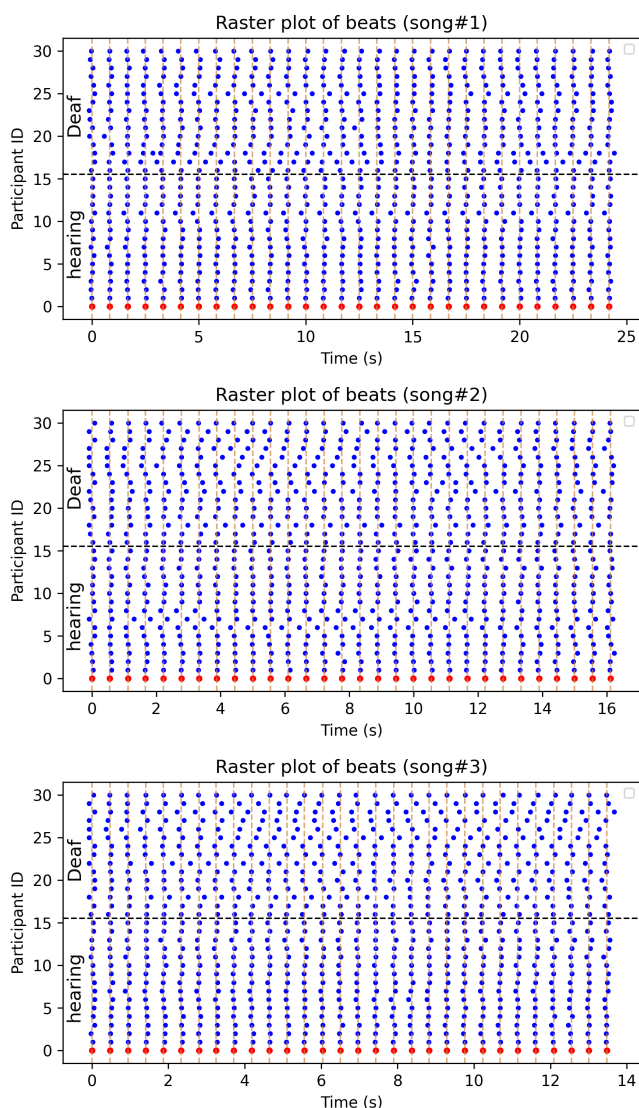 Raster plot of beats (song#1)
30
25
20
15
10
5
0
Participant ID
Deaf
hearing
0 5 10 15 20 25
Time (s)
Raster plot of beats (song#2)
30
25
20
15
10
5
0
Participant ID
Deaf
hearing
0 2 4 6 8 10 12 14 16
Time (s)
Raster plot of beats (song#3)
30
25
20
15
10
5
0
Participant ID
Deaf
hearing
0 2 4 6 8 10 12 14
Time (s)